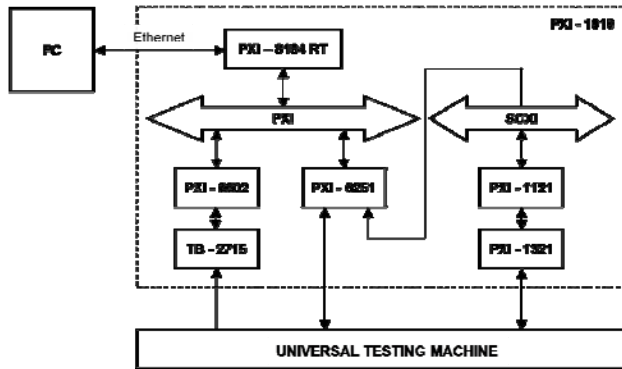 PXI - 1010
PC
Ethernet
PXI - 8184 RT
PXI
SCXI
PXI - 6602
PXI - 6251
PXI - 1121
TB - 2715
PXI - 1321
UNIVERSAL TESTING MACHINE